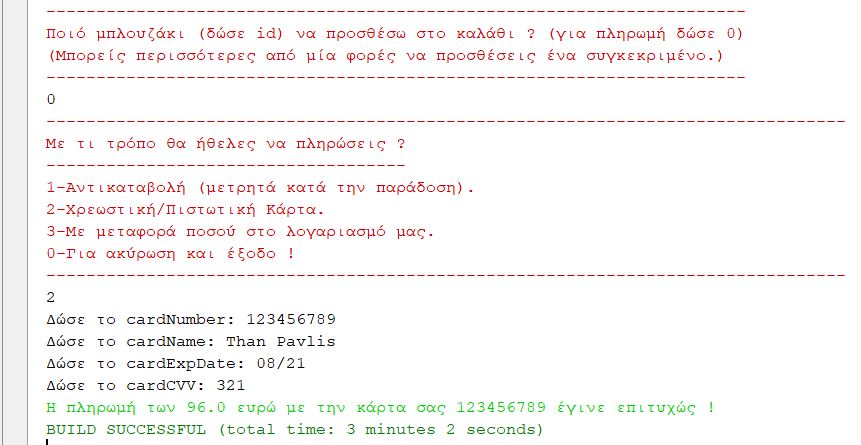 ----------------------------------------------------------------------
Ποιό μπλουζάκι (δώσε id) να προσθέσω στο καλάθι ? (για πληρωμή δώσε 0)
(Μπορείς περισσότερες από μία φορές να προσθέσεις ένα συγκεκριμένο.)
----------------------------------------------------------------------
0
--------------------------------------------------------------------------------
Με τι τρόπο θα ήθελες να πληρώσεις ?
------------------------------------
1-Αντικαταβολή (μετρητά κατά την παράδοση).
2-Χρεωστική/Πιστωτική Κάρτα.
3-Με μεταφορά ποσού στο λογαριασμό μας.
0-Για ακύρωση και έξοδο !
--------------------------------------------------------------------------------
2
Δώσε το cardNumber: 123456789
Δώσε το cardName: Than Pavlis
Δώσε το cardExpDate: 08/21
Δώσε το cardCVV: 321
Η πληρωμή των 96.0 ευρώ με την κάρτα σας 123456789 έγινε επιτυχώς !
BUILD SUCCESSFUL (total time: 3 minutes 2 seconds)